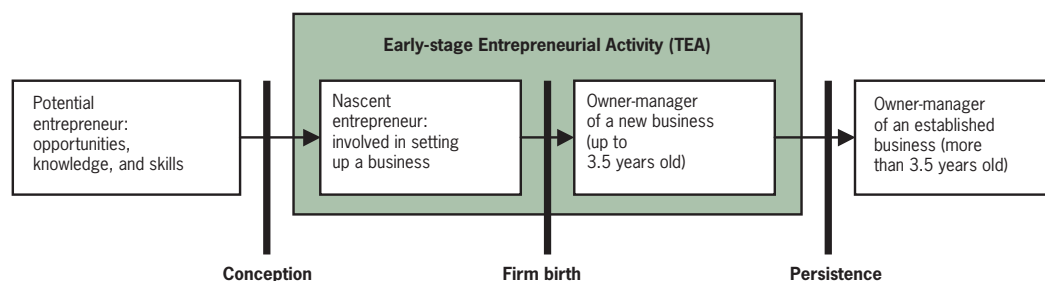 Early-stage Entrepreneurial Activity (TEA)
Potential
entrepreneur:
opportunities,
knowledge, and skills
Nascent
entrepreneur:
involved in setting
up a business
Owner-manager
of a new business
(up to
3.5 years old)
Owner-manager
of an established
business (more
than 3.5 years old)
Conception
Firm birth
Persistence